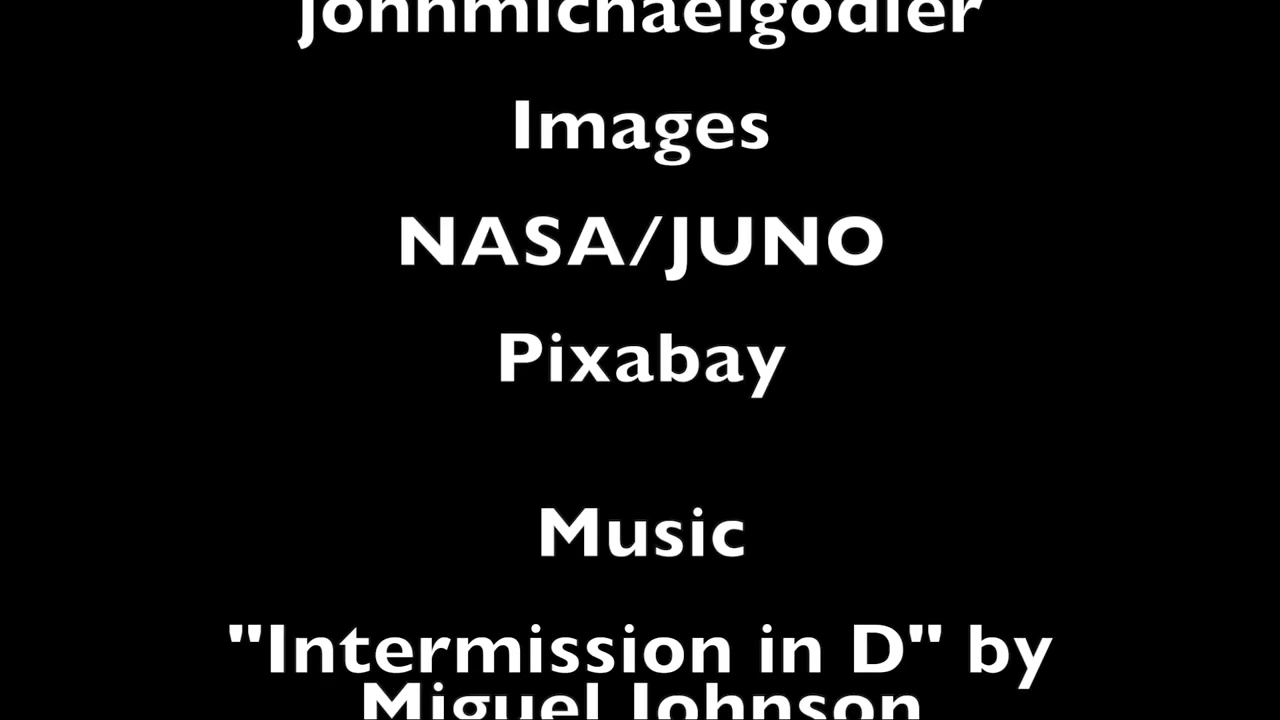 johnmichaelgodier
Images
NASA/JUNO
Pixabay
Music
"Intermission in D" by
Miguel Johnson